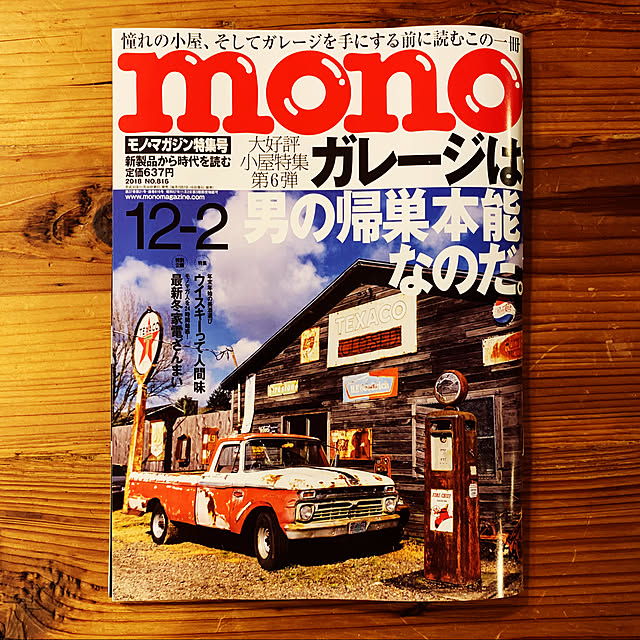 憧れの小屋、そしてガレージを手にする前に読むこの一冊
mono
モノ・マガジン特集号
新製品から時代を読む
定価637円
2018 NO.816
www.monomagazine.com
12-2
大好評
小屋特集
第6弾
ガレージは
男の帰巣本能
なのだ。
特集
ウイスキーって人間味
最新冬家電ざんまい
TEXACO
FIRE CHIEF